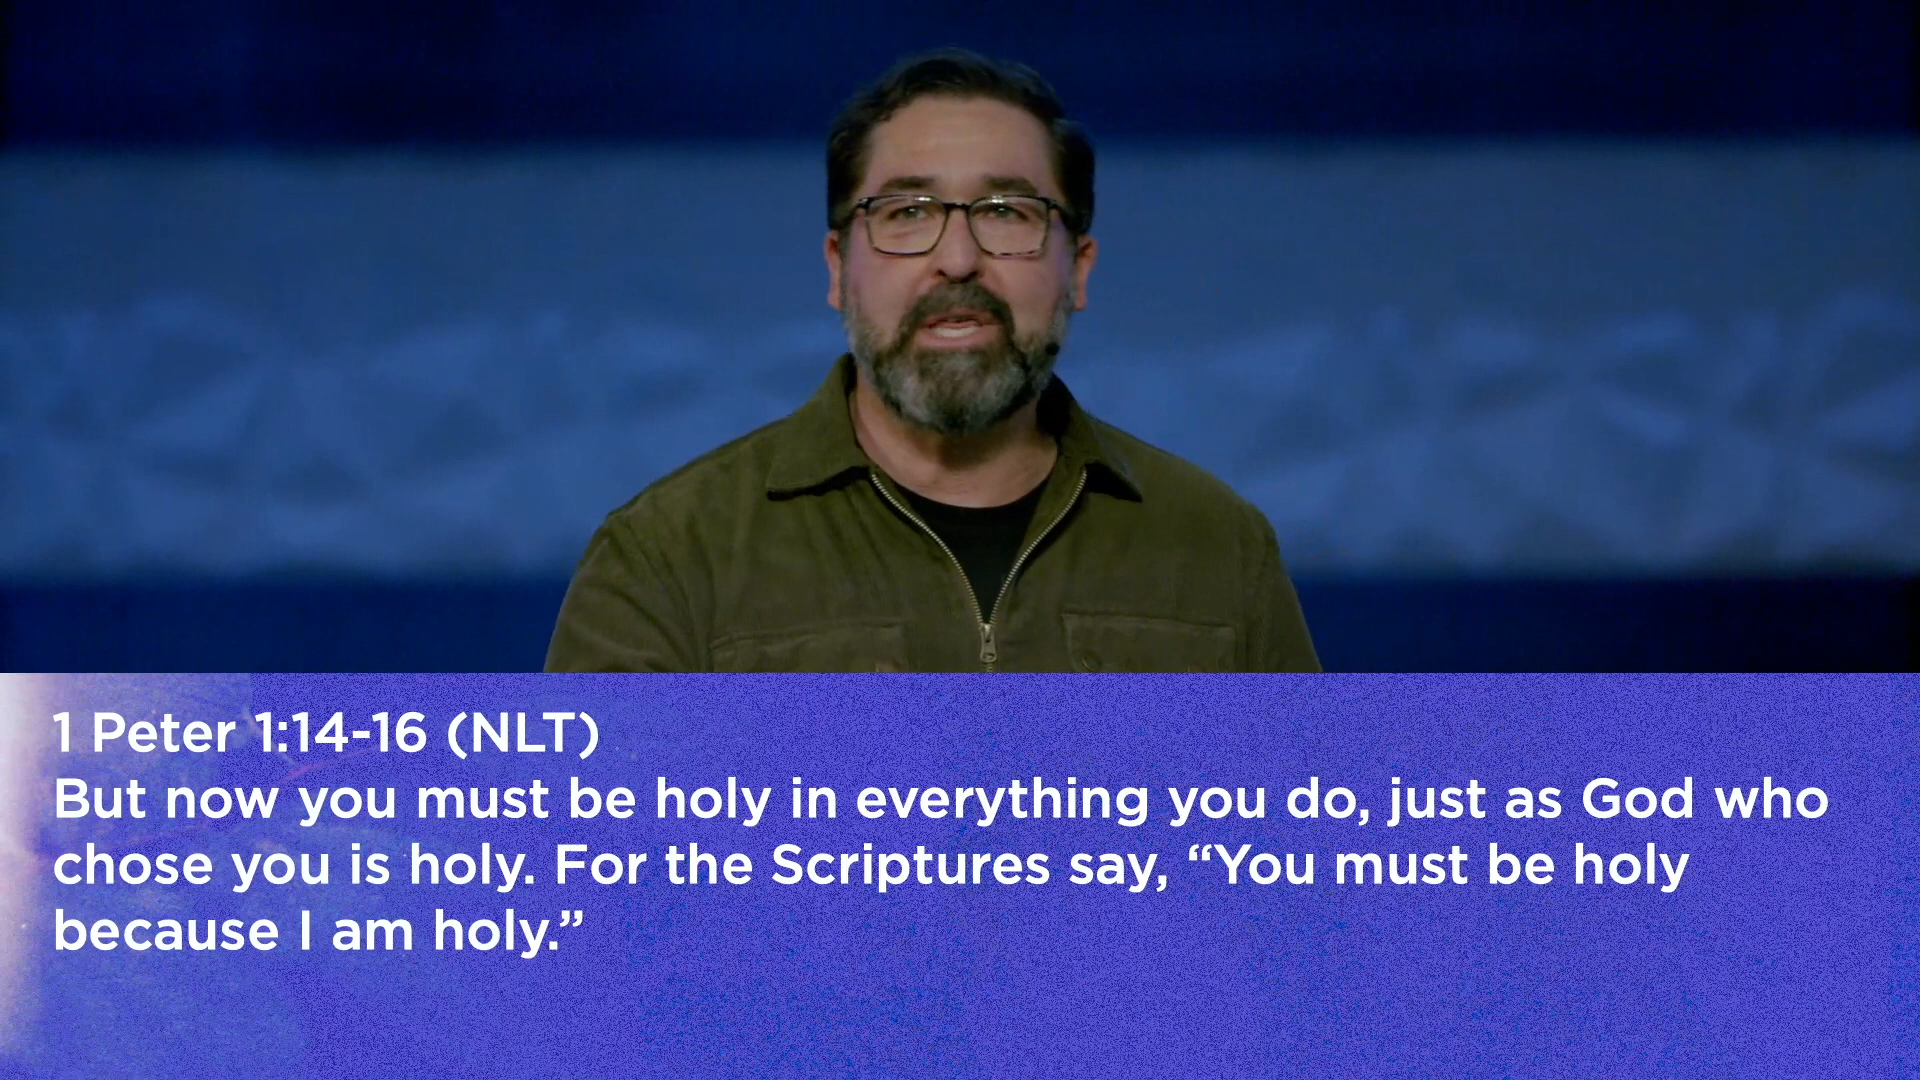 1 Peter 1:14-16 (NLT)
But now you must be holy in everything you do, just as God who
chose you is holy. For the Scriptures say, “You must be holy
because I am holy.”